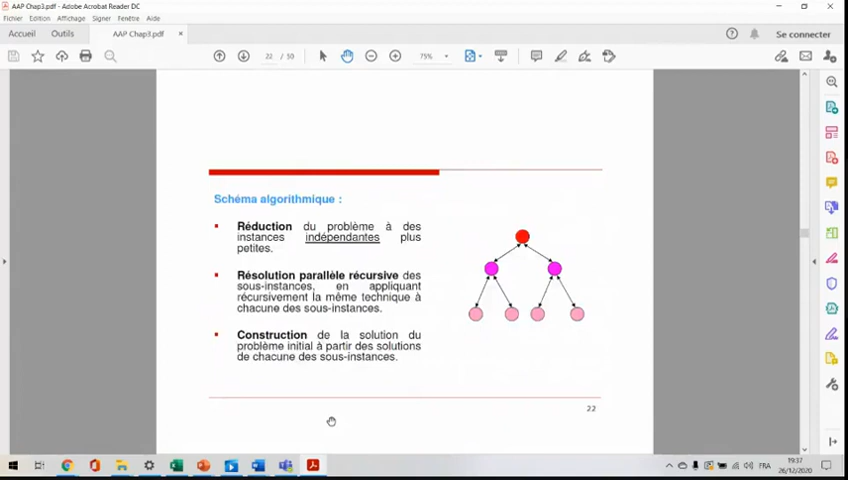 AAP Chap3.pdf - Adobe Acrobat Reader DC
Fichier Edition Affichage Signer Fenêtre Aide
Accueil Outils AAP Chap3.pdf × Se connecter
22 / 50 75%
Schéma algorithmique :
Réduction du problème à des
instances indépendantes plus
petites.
Résolution parallèle récursive des
sous-instances, en appliquant
récursivement la même technique à
chacune des sous-instances.
Construction de la solution du
problème initial à partir des solutions
de chacune des sous-instances.
22
FRA
19:37
26/12/2020